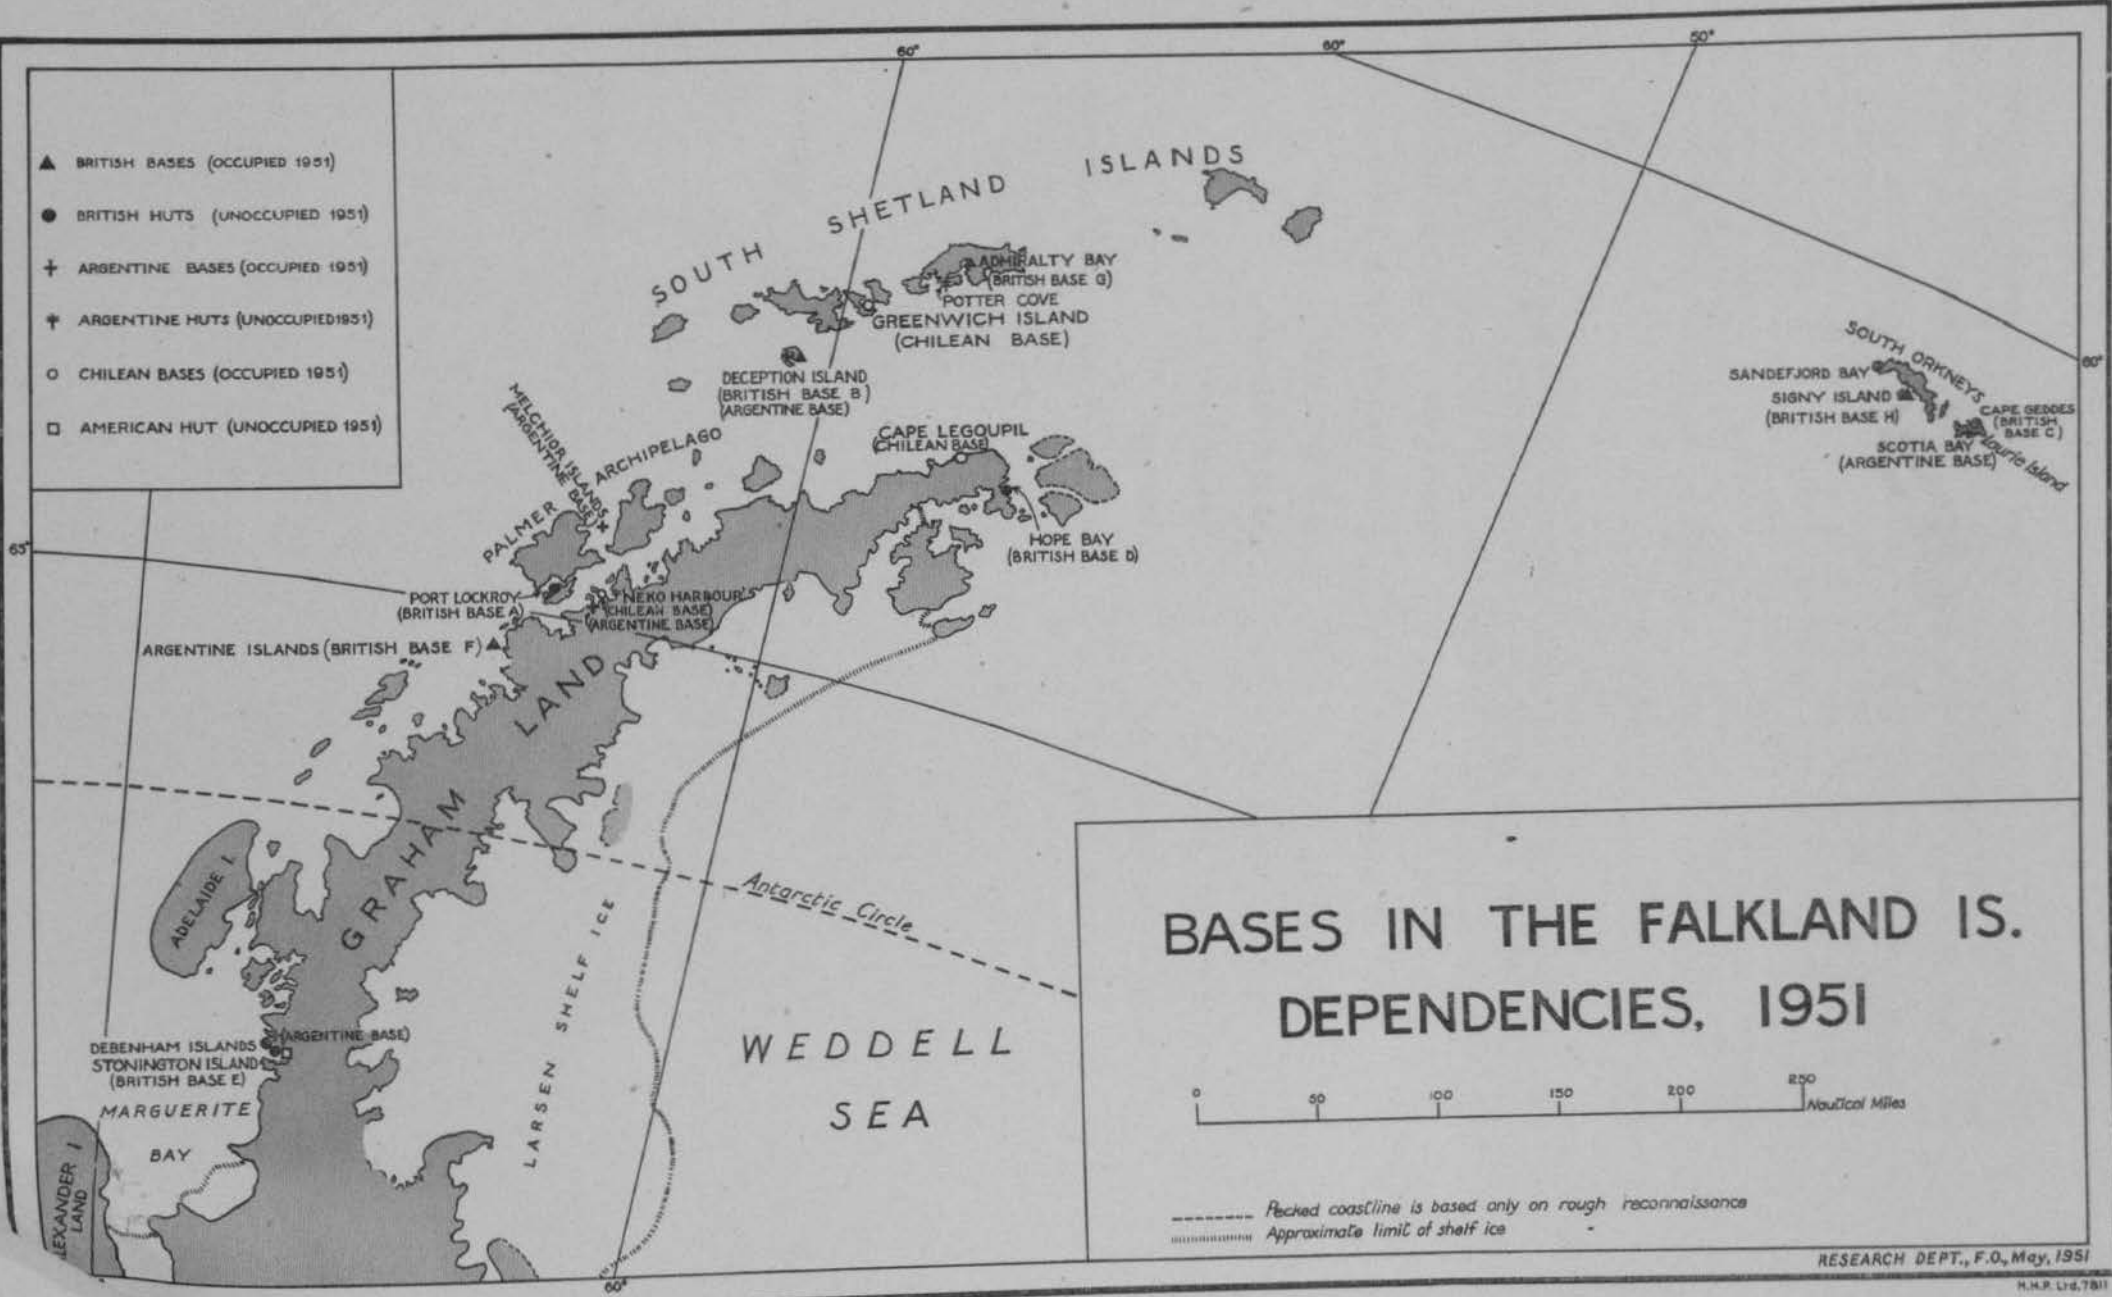 60°
60°
50°
▲ BRITISH BASES (OCCUPIED 1951)
● BRITISH HUTS (UNOCCUPIED 1951)
ARGENTINE BASES (OCCUPIED 1951)
ARGENTINE HUTS (UNOCCUPIED 1951)
CHILEAN BASES (OCCUPIED 1951)
AMERICAN HUT (UNOCCUPIED 1951)
SOUTH SHETLAND ISLANDS
ADMIRALTY BAY
(BRITISH BASE G)
POTTER COVE
GREENWICH ISLAND
(CHILEAN BASE)
DECEPTION ISLAND
(BRITISH BASE B)
(ARGENTINE BASE)
60°
SOUTH ORKNEYS
SANDEFJORD BAY
SIGNY ISLAND
(BRITISH BASE H)
CAPE GEDDES
(BRITISH
BASE C)
SCOTIA BAY
(ARGENTINE BASE)
Laurie Island
MELCHIOR ISLANDS
(ARGENTINE BASE)
PALMER ARCHIPELAGO
CAPE LEGOUPIL
(CHILEAN BASE)
HOPE BAY
(BRITISH BASE D)
65°
PORT LOCKROY
(BRITISH BASE A)
NEKO HARBOUR
(CHILEAN BASE)
(ARGENTINE BASE)
ARGENTINE ISLANDS (BRITISH BASE F)
GRAHAM LAND
Antarctic Circle
ADELAIDE I.
LARSEN SHELF ICE
WEDDELL
SEA
(ARGENTINE BASE)
DEBENHAM ISLANDS
STONINGTON ISLAND
(BRITISH BASE E)
MARGUERITE
BAY
ALEXANDER I
LAND
60°
BASES IN THE FALKLAND IS.
DEPENDENCIES, 1951
0 50 100 150 200 250
Nautical Miles
Pecked coastline is based only on rough reconnaissance
Approximate limit of shelf ice
RESEARCH DEPT., F.O., May, 1951